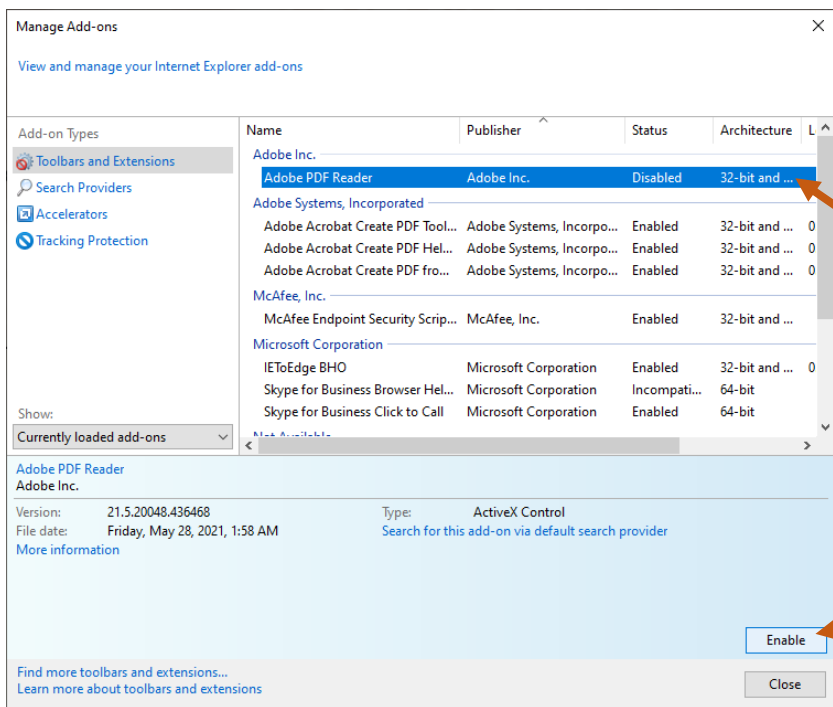 Manage Add-ons
View and manage your Internet Explorer add-ons
Add-on Types
Toolbars and Extensions
Search Providers
Accelerators
Tracking Protection
Show:
Currently loaded add-ons
Name Publisher Status Architecture L
Adobe Inc.
Adobe PDF Reader Adobe Inc. Disabled 32-bit and ...
Adobe Systems, Incorporated
Adobe Acrobat Create PDF Tool... Adobe Systems, Incorpo... Enabled 32-bit and ... 0
Adobe Acrobat Create PDF Hel... Adobe Systems, Incorpo... Enabled 32-bit and ... 0
Adobe Acrobat Create PDF fro... Adobe Systems, Incorpo... Enabled 32-bit and ... 0
McAfee, Inc.
McAfee Endpoint Security Scrip... McAfee, Inc. Enabled 32-bit and ...
Microsoft Corporation
IEToEdge BHO Microsoft Corporation Enabled 32-bit and ... 0
Skype for Business Browser Hel... Microsoft Corporation Incompati... 64-bit
Skype for Business Click to Call Microsoft Corporation Enabled 64-bit
Not Available
Adobe PDF Reader
Adobe Inc.
Version: 21.5.20048.436468 Type: ActiveX Control
File date: Friday, May 28, 2021, 1:58 AM Search for this add-on via default search provider
More information
Enable
Find more toolbars and extensions...
Learn more about toolbars and extensions
Close